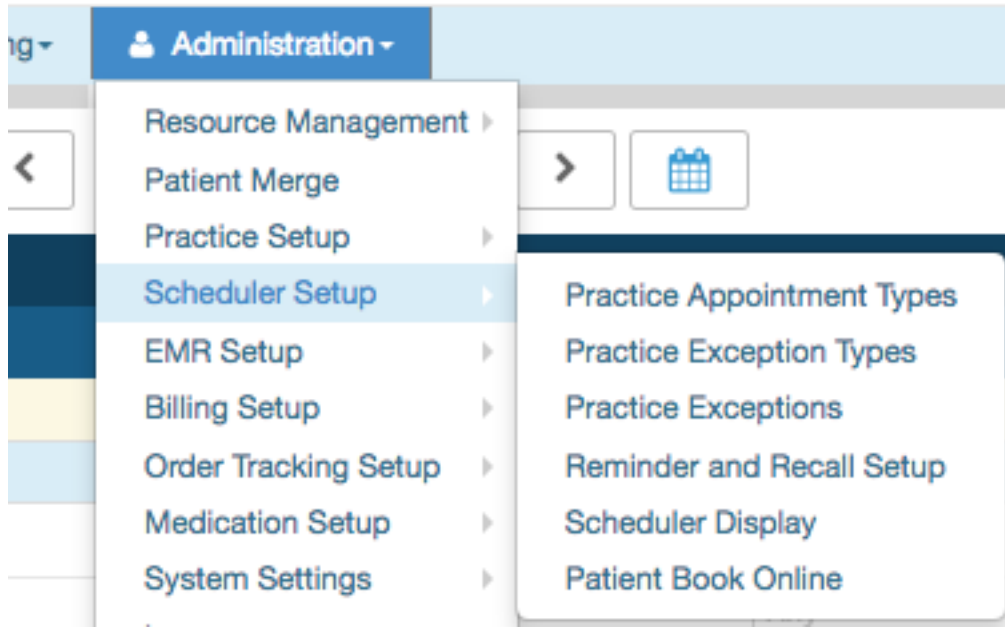 Administration
Resource Management
Patient Merge
Practice Setup
Scheduler Setup
EMR Setup
Billing Setup
Order Tracking Setup
Medication Setup
System Settings
Practice Appointment Types
Practice Exception Types
Practice Exceptions
Reminder and Recall Setup
Scheduler Display
Patient Book Online